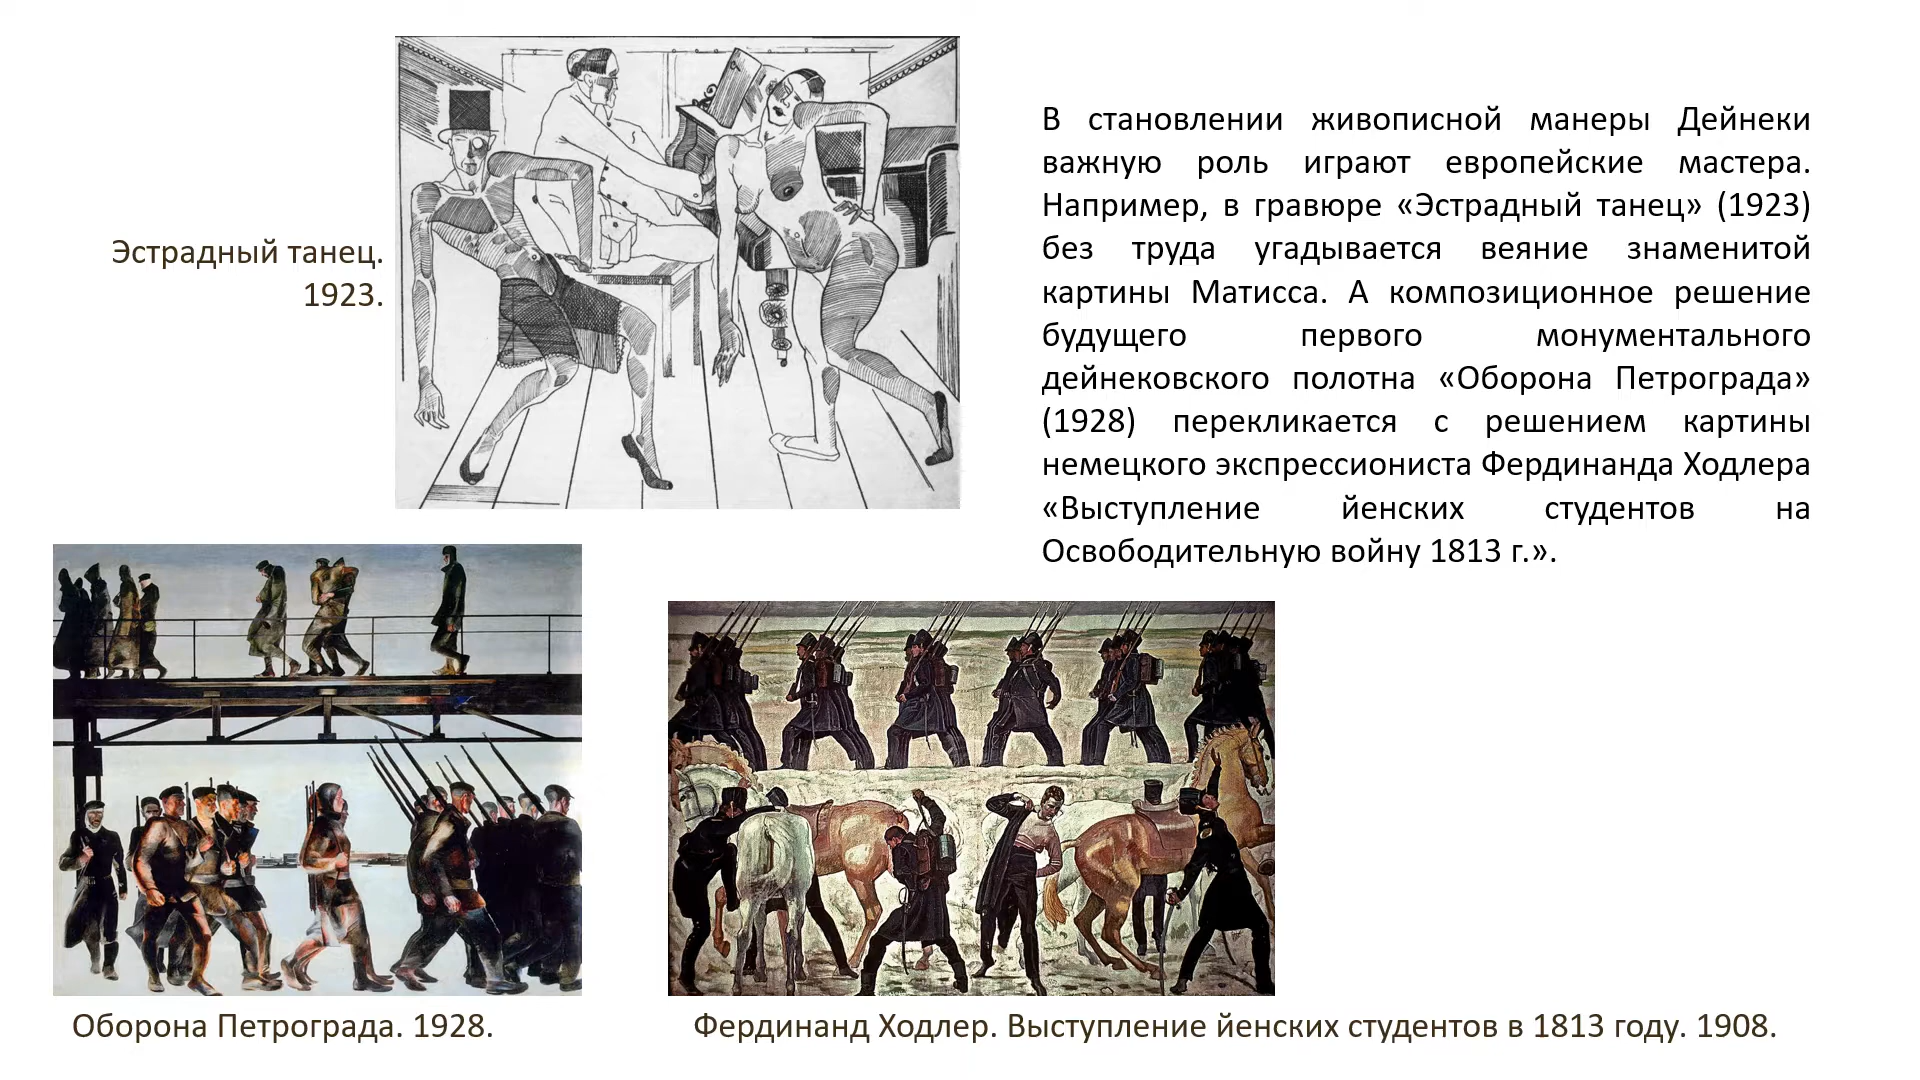 Эстрадный танец.
1923.
В становлении живописной манеры Дейнеки
важную роль играют европейские мастера.
Например, в гравюре «Эстрадный танец» (1923)
без труда угадывается веяние знаменитой
картины Матисса. А композиционное решение
будущего первого монументального
дейнековского полотна «Оборона Петрограда»
(1928) перекликается с решением картины
немецкого экспрессиониста Фердинанда Ходлера
«Выступление йенских студентов на
Освободительную войну 1813 г.».
Оборона Петрограда. 1928.
Фердинанд Ходлер. Выступление йенских студентов в 1813 году. 1908.